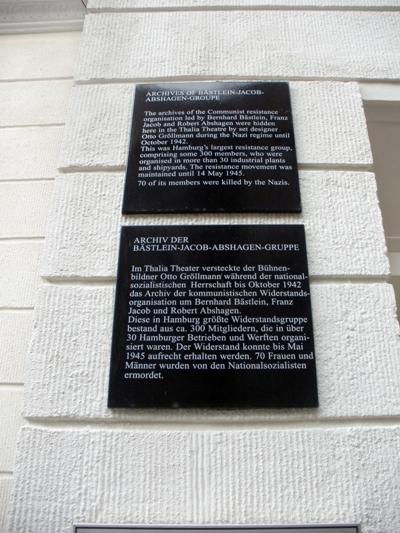 ARCHIVES OF BÄSTLEIN-JACOB-
ABSHAGEN-GROUPE
The archives of the Communist resistance
organisation led by Bernhard Bästlein, Franz
Jacob and Robert Abshagen were hidden
here in the Thalia Theatre by set designer
Otto Gröllmann during the Nazi regime until
October 1942.
This was Hamburg's largest resistance group,
comprising some 300 members, who were
organised in more than 30 industrial plants
and shipyards. The resistance movement was
maintained until 14 May 1945.
70 of its members were killed by the Nazis.
ARCHIV DER
BÄSTLEIN-JACOB-ABSHAGEN-GRUPPE
Im Thalia Theater versteckte der Bühnen-
bildner Otto Gröllmann während der national-
sozialistischen Herrschaft bis Oktober 1942
das Archiv der kommunistischen Widerstands-
organisation um Bernhard Bästlein, Franz
Jacob und Robert Abshagen.
Diese in Hamburg größte Widerstandsgruppe
bestand aus ca. 300 Mitgliedern, die in über
30 Hamburger Betrieben und Werften organi-
siert waren. Der Widerstand konnte bis Mai
1945 aufrecht erhalten werden. 70 Frauen und
Männer wurden von den Nationalsozialisten
ermordet.